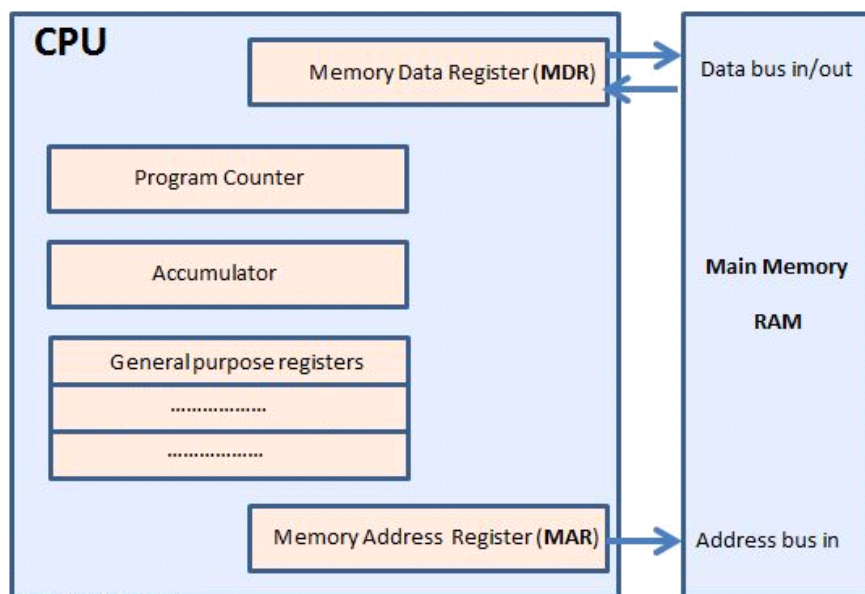 CPU
Memory Data Register (MDR)
Data bus in/out
Program Counter
Accumulator
Main Memory
RAM
General purpose registers
..................
..................
Memory Address Register (MAR)
Address bus in